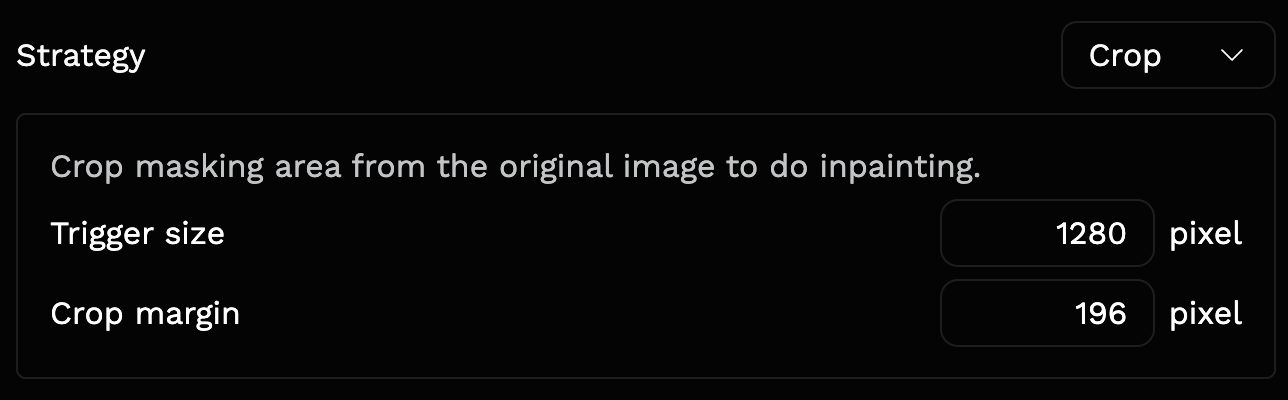 Strategy
Crop
Crop masking area from the original image to do inpainting.
Trigger size
1280 pixel
Crop margin
196 pixel